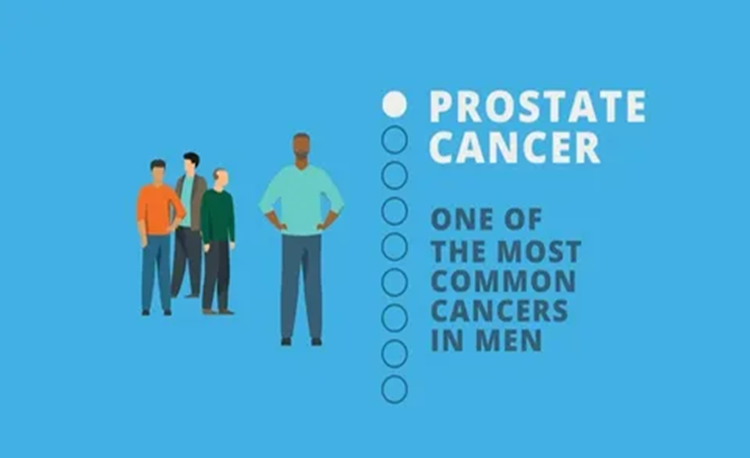 PROSTATE
CANCER
ONE OF
THE MOST
COMMON
CANCERS
IN MEN